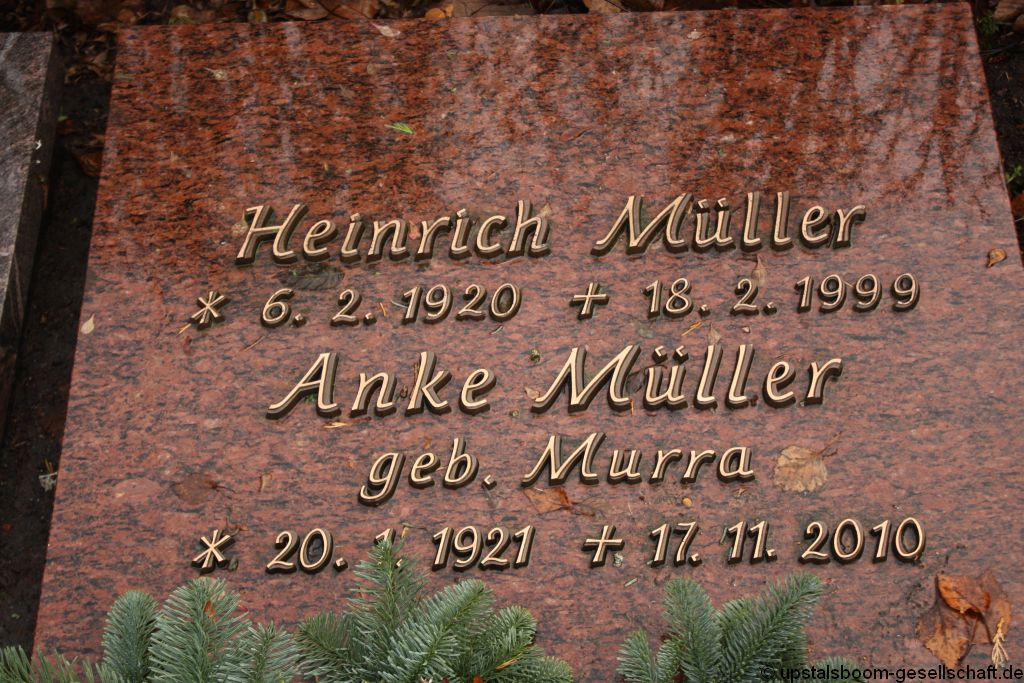 Heinrich Müller
* 6. 2. 1920 + 18. 2. 1999
Anke Müller
geb. Murra
* 20. 1921 + 17. 11. 2010
© upstalsboom-gesellschaft.de